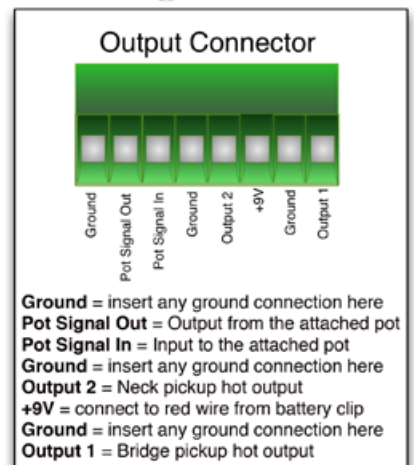 Output Connector
Ground
Pot Signal Out
Pot Signal In
Ground
Output 2
+9V
Ground
Output 1
Ground = insert any ground connection here
Pot Signal Out = Output from the attached pot
Pot Signal In = Input to the attached pot
Ground = insert any ground connection here
Output 2 = Neck pickup hot output
+9V = connect to red wire from battery clip
Ground = insert any ground connection here
Output 1 = Bridge pickup hot output